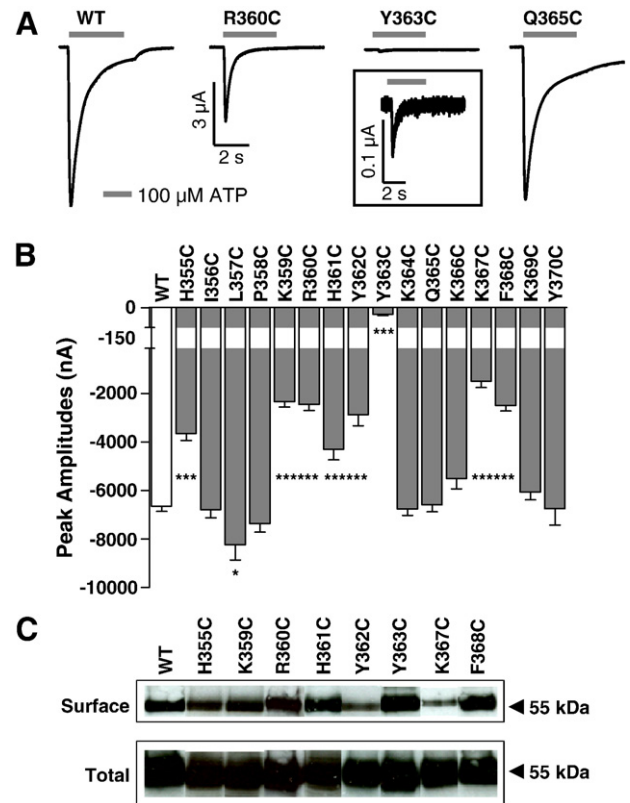 A
WT R360C Y363C Q365C
3 µA
2 s
0.1 µA
2 s
100 µM ATP
B
WT H355C I356C L357C P358C K359C R360C H361C Y362C Y363C K364C Q365C K366C K367C F368C K369C Y370C
Peak Amplitudes (nA)
0
-150
-2000
-4000
-6000
-8000
-10000
*** ****** ****** *** ******
*
C
WT H355C K359C R360C H361C Y362C Y363C K367C F368C
Surface 55 kDa
Total 55 kDa